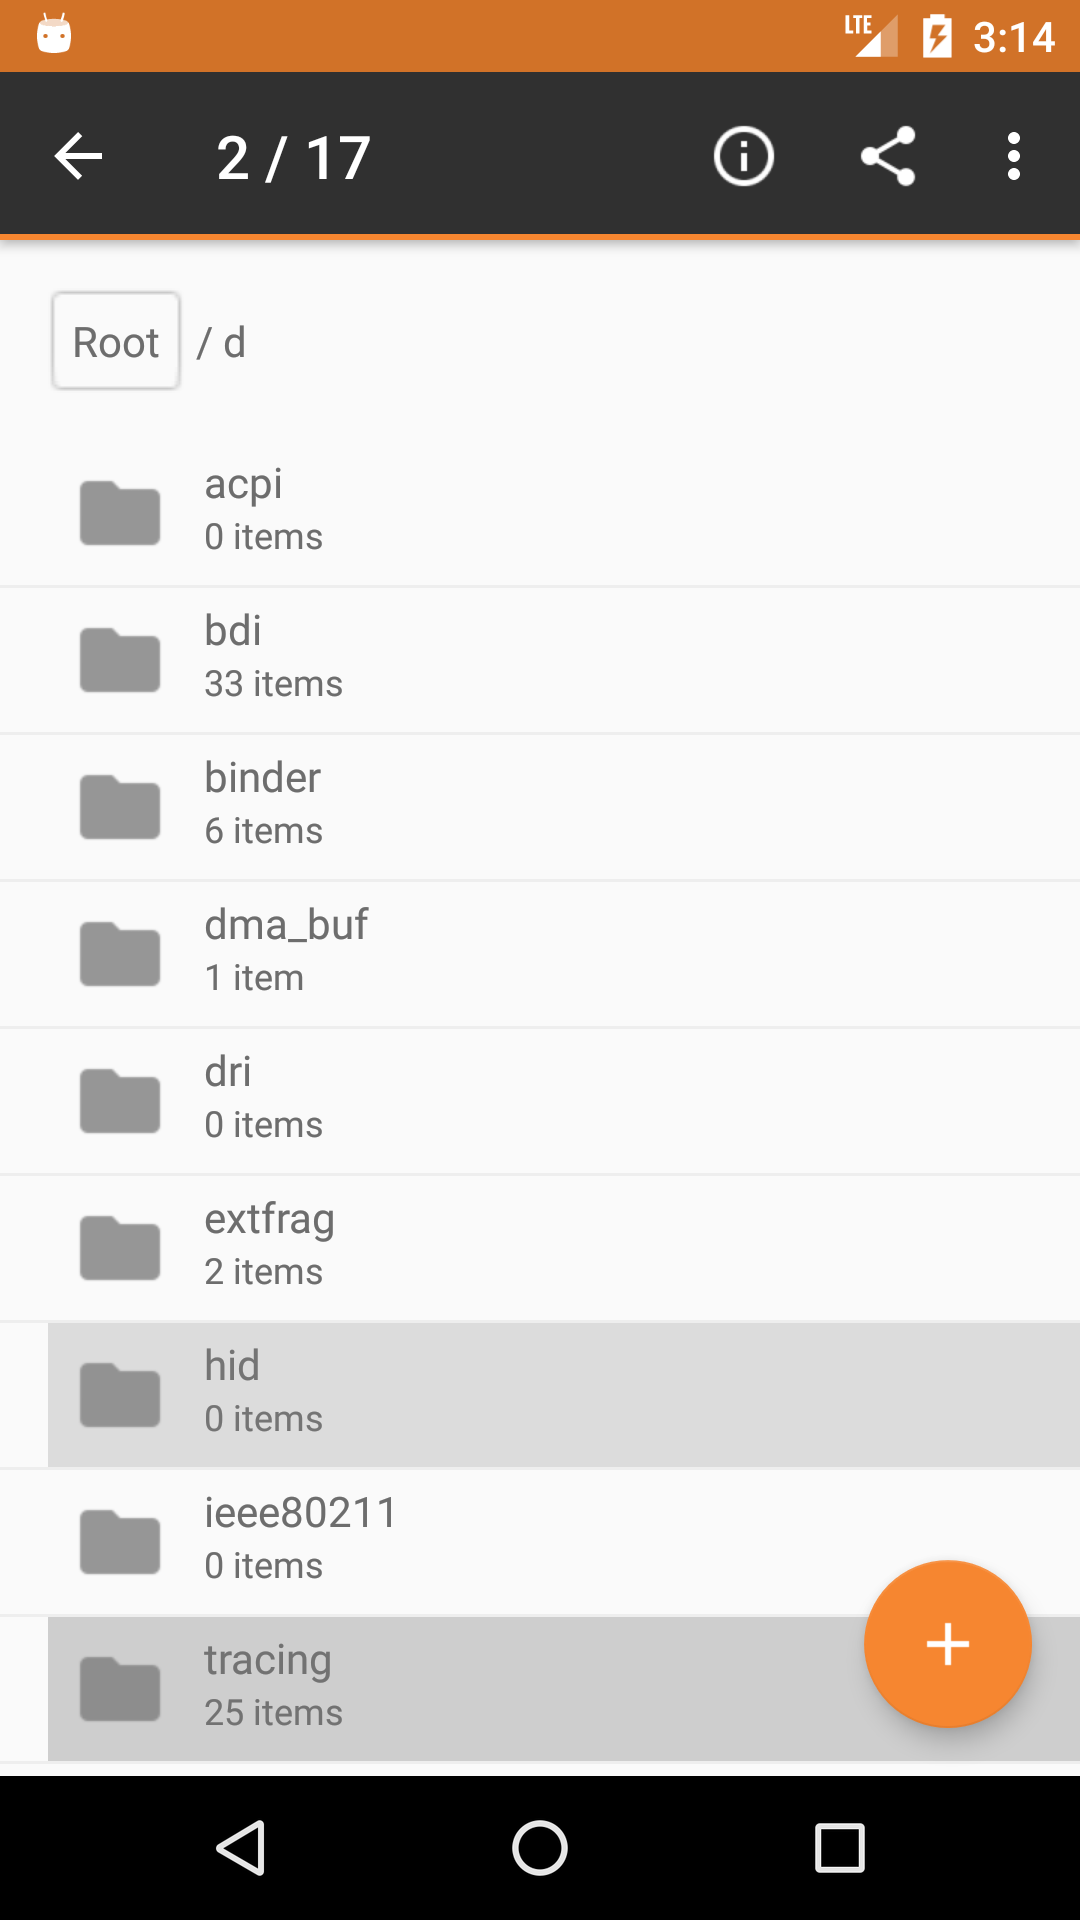 LTE 3:14
2 / 17
Root / d
acpi
0 items
bdi
33 items
binder
6 items
dma_buf
1 item
dri
0 items
extfrag
2 items
hid
0 items
ieee80211
0 items
tracing
25 items